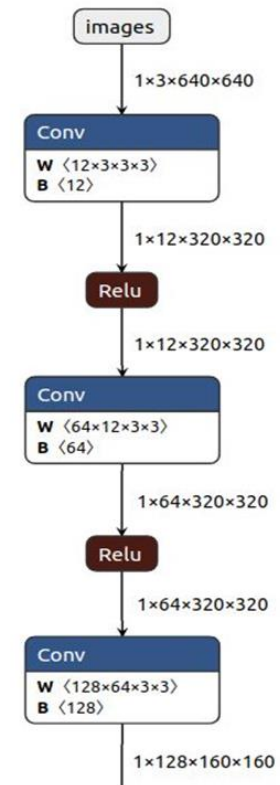 images
1×3×640×640
Conv
W ⟨12×3×3×3⟩
B ⟨12⟩
1×12×320×320
Relu
1×12×320×320
Conv
W ⟨64×12×3×3⟩
B ⟨64⟩
1×64×320×320
Relu
1×64×320×320
Conv
W ⟨128×64×3×3⟩
B ⟨128⟩
1×128×160×160